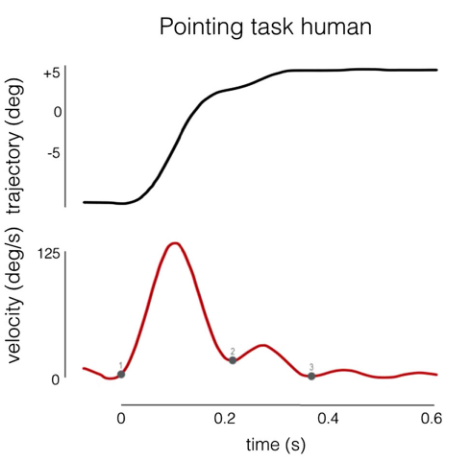 Pointing task human
trajectory (deg)
+5
0
-5
velocity (deg/s)
125
0
1
2
3
0 0.2 0.4 0.6
time (s)